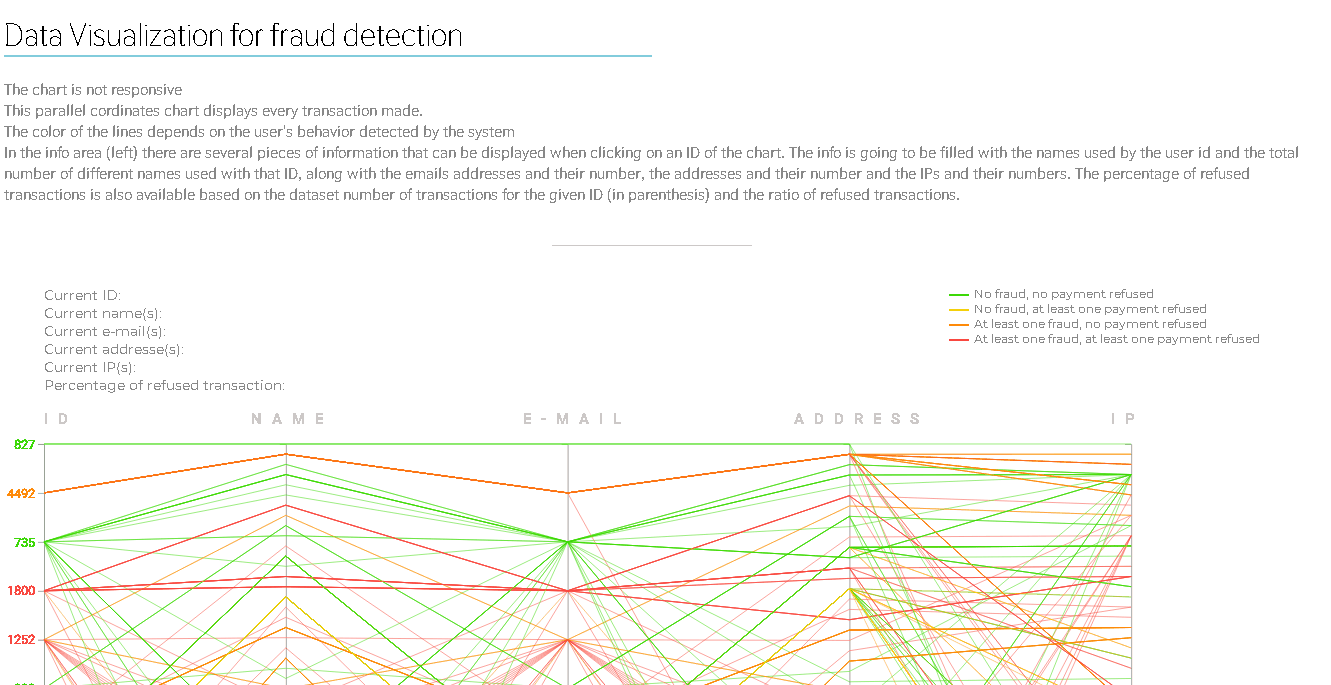 Data Visualization for fraud detection
The chart is not responsive
This parallel cordinates chart displays every transaction made.
The color of the lines depends on the user's behavior detected by the system
In the info area (left) there are several pieces of information that can be displayed when clicking on an ID of the chart. The info is going to be filled with the names used by the user id and the total
number of different names used with that ID, along with the emails addresses and their number, the addresses and their number and the IPs and their numbers. The percentage of refused
transactions is also available based on the dataset number of transactions for the given ID (in parenthesis) and the ratio of refused transactions.
Current ID:
Current name(s):
Current e-mail(s):
Current addresse(s):
Current IP(s):
Percentage of refused transaction:
No fraud, no payment refused
No fraud, at least one payment refused
At least one fraud, no payment refused
At least one fraud, at least one payment refused
ID NAME E-MAIL ADDRESS IP
827
4492
735
1800
1252